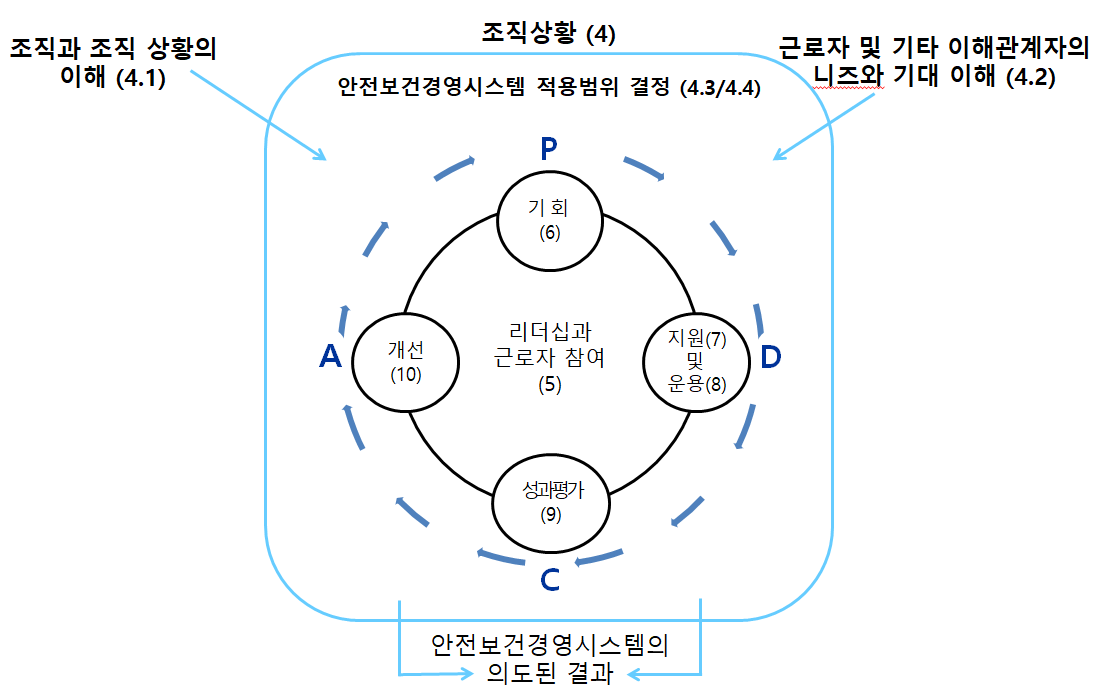 조직상황 (4)
조직과 조직 상황의
이해 (4.1)
근로자 및 기타 이해관계자의
니즈와 기대 이해 (4.2)
안전보건경영시스템 적용범위 결정 (4.3/4.4)
P
기 회
(6)
리더십과
근로자 참여
(5)
A
개선
(10)
지원(7)
및
운용(8)
D
성과평가
(9)
C
안전보건경영시스템의
의도된 결과